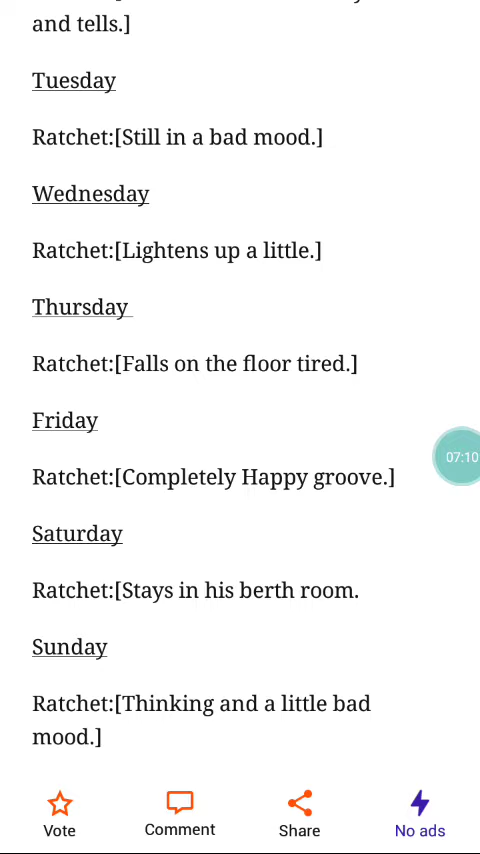 and tells.]
Tuesday
Ratchet:[Still in a bad mood.]
Wednesday
Ratchet:[Lightens up a little.]
Thursday
Ratchet:[Falls on the floor tired.]
Friday
Ratchet:[Completely Happy groove.]
07:10
Saturday
Ratchet:[Stays in his berth room.
Sunday
Ratchet:[Thinking and a little bad
mood.]
Vote Comment Share No ads